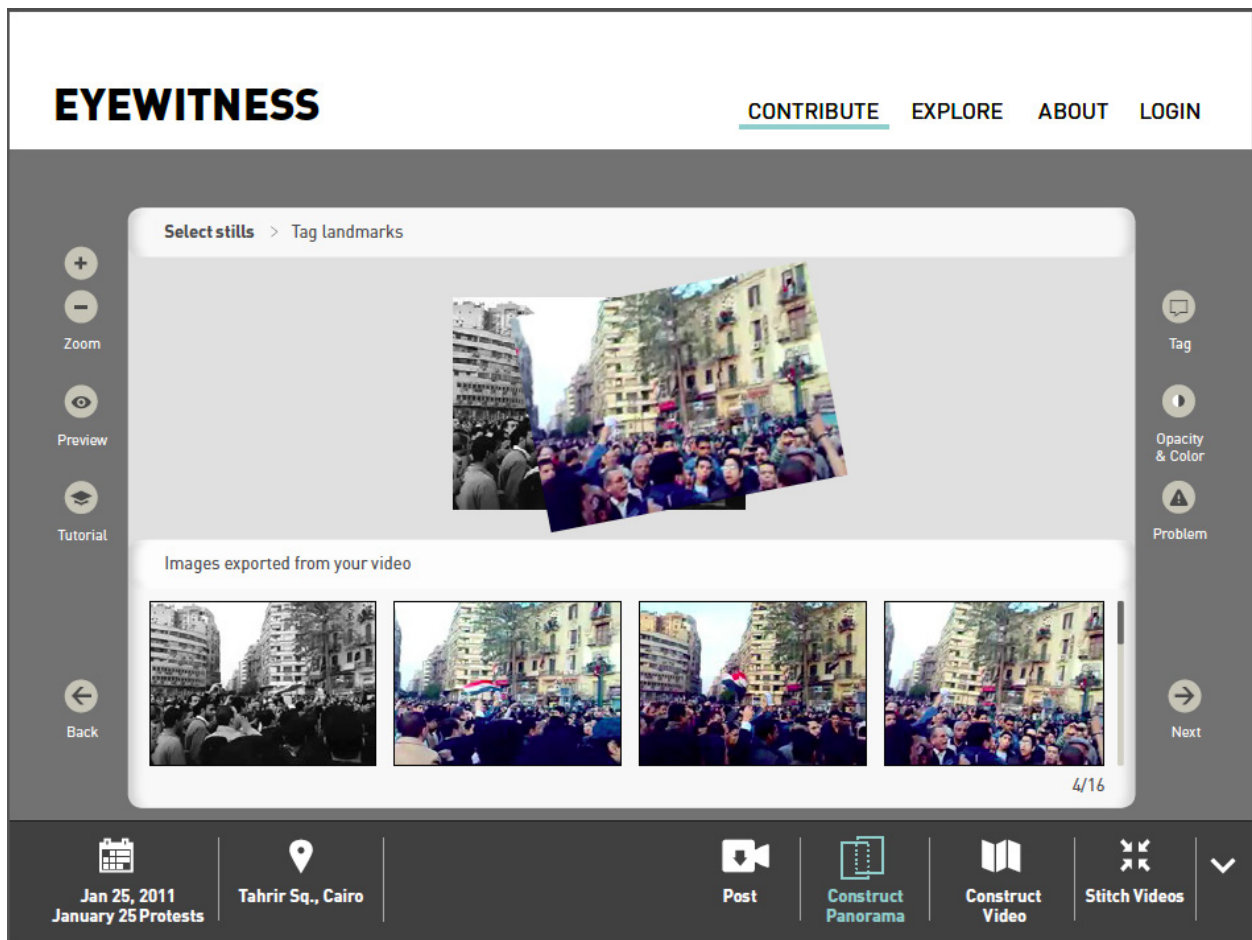 EYEWITNESS
CONTRIBUTE EXPLORE ABOUT LOGIN
Select stills > Tag landmarks
Zoom
Preview
Tutorial
Back
Tag
Opacity
& Color
Problem
Next
Images exported from your video
4/16
Jan 25, 2011
January 25 Protests
Tahrir Sq., Cairo
Post
Construct
Panorama
Construct
Video
Stitch Videos